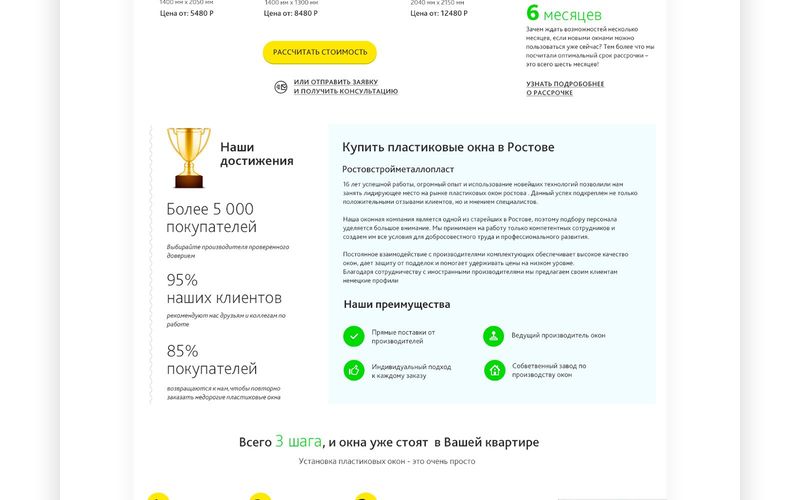 1400 мм х 2050 мм
1400 мм х 1300 мм
2040 мм х 2150 мм
Цена от: 5480 Р
Цена от: 8480 Р
Цена от: 12480 Р
6 месяцев
Зачем ждать возможностей несколько
месяцев, если новыми окнами можно
пользоваться уже сейчас? Тем более что мы
посчитали оптимальный срок рассрочки –
это всего шесть месяцев!
УЗНАТЬ ПОДРОБНЕЕ
О РАССРОЧКЕ
РАССЧИТАТЬ СТОИМОСТЬ
ИЛИ ОТПРАВИТЬ ЗАЯВКУ
И ПОЛУЧИТЬ КОНСУЛЬТАЦИЮ
Наши
достижения
Более 5 000
покупателей
Выбирайте производителя проверенного
доверием
95%
наших клиентов
рекомендуют нас друзьям и коллегам по
работе
85%
покупателей
возвращаются к нам, чтобы повторно
заказать недорогие пластиковые окна
Купить пластиковые окна в Ростове
Ростовстройметаллопласт
16 лет успешной работы, огромный опыт и использование новейших технологий позволили нам
занять лидирующее место на рынке пластиковых окон ростова. Данный успех подкреплен не только
положительными отзывами клиентов, но и мнением специалистов.
Наша оконная компания является одной из старейших в Ростове, поэтому подбору персонала
уделяется большое внимание. Мы принимаем на работу только компетентных сотрудников и
создаем им все условия для добросовестного труда и профессионального развития.
Постоянное взаимодействие с производителями комплектующих обеспечивает высокое качество
окон, дает защиту от подделок и помогает удерживать цены на низком уровне.
Благодаря сотрудничеству с иностранными производителями мы предлагаем своим клиентам
немецкие профили
Наши преимущества
Прямые поставки от
производителей
Ведущий производитель окон
Индивидуальный подход
к каждому заказу
Собветвенный завод по
производству окон
Всего 3 шага, и окна уже стоят в Вашей квартире
Установка пластиковых окон - это очень просто